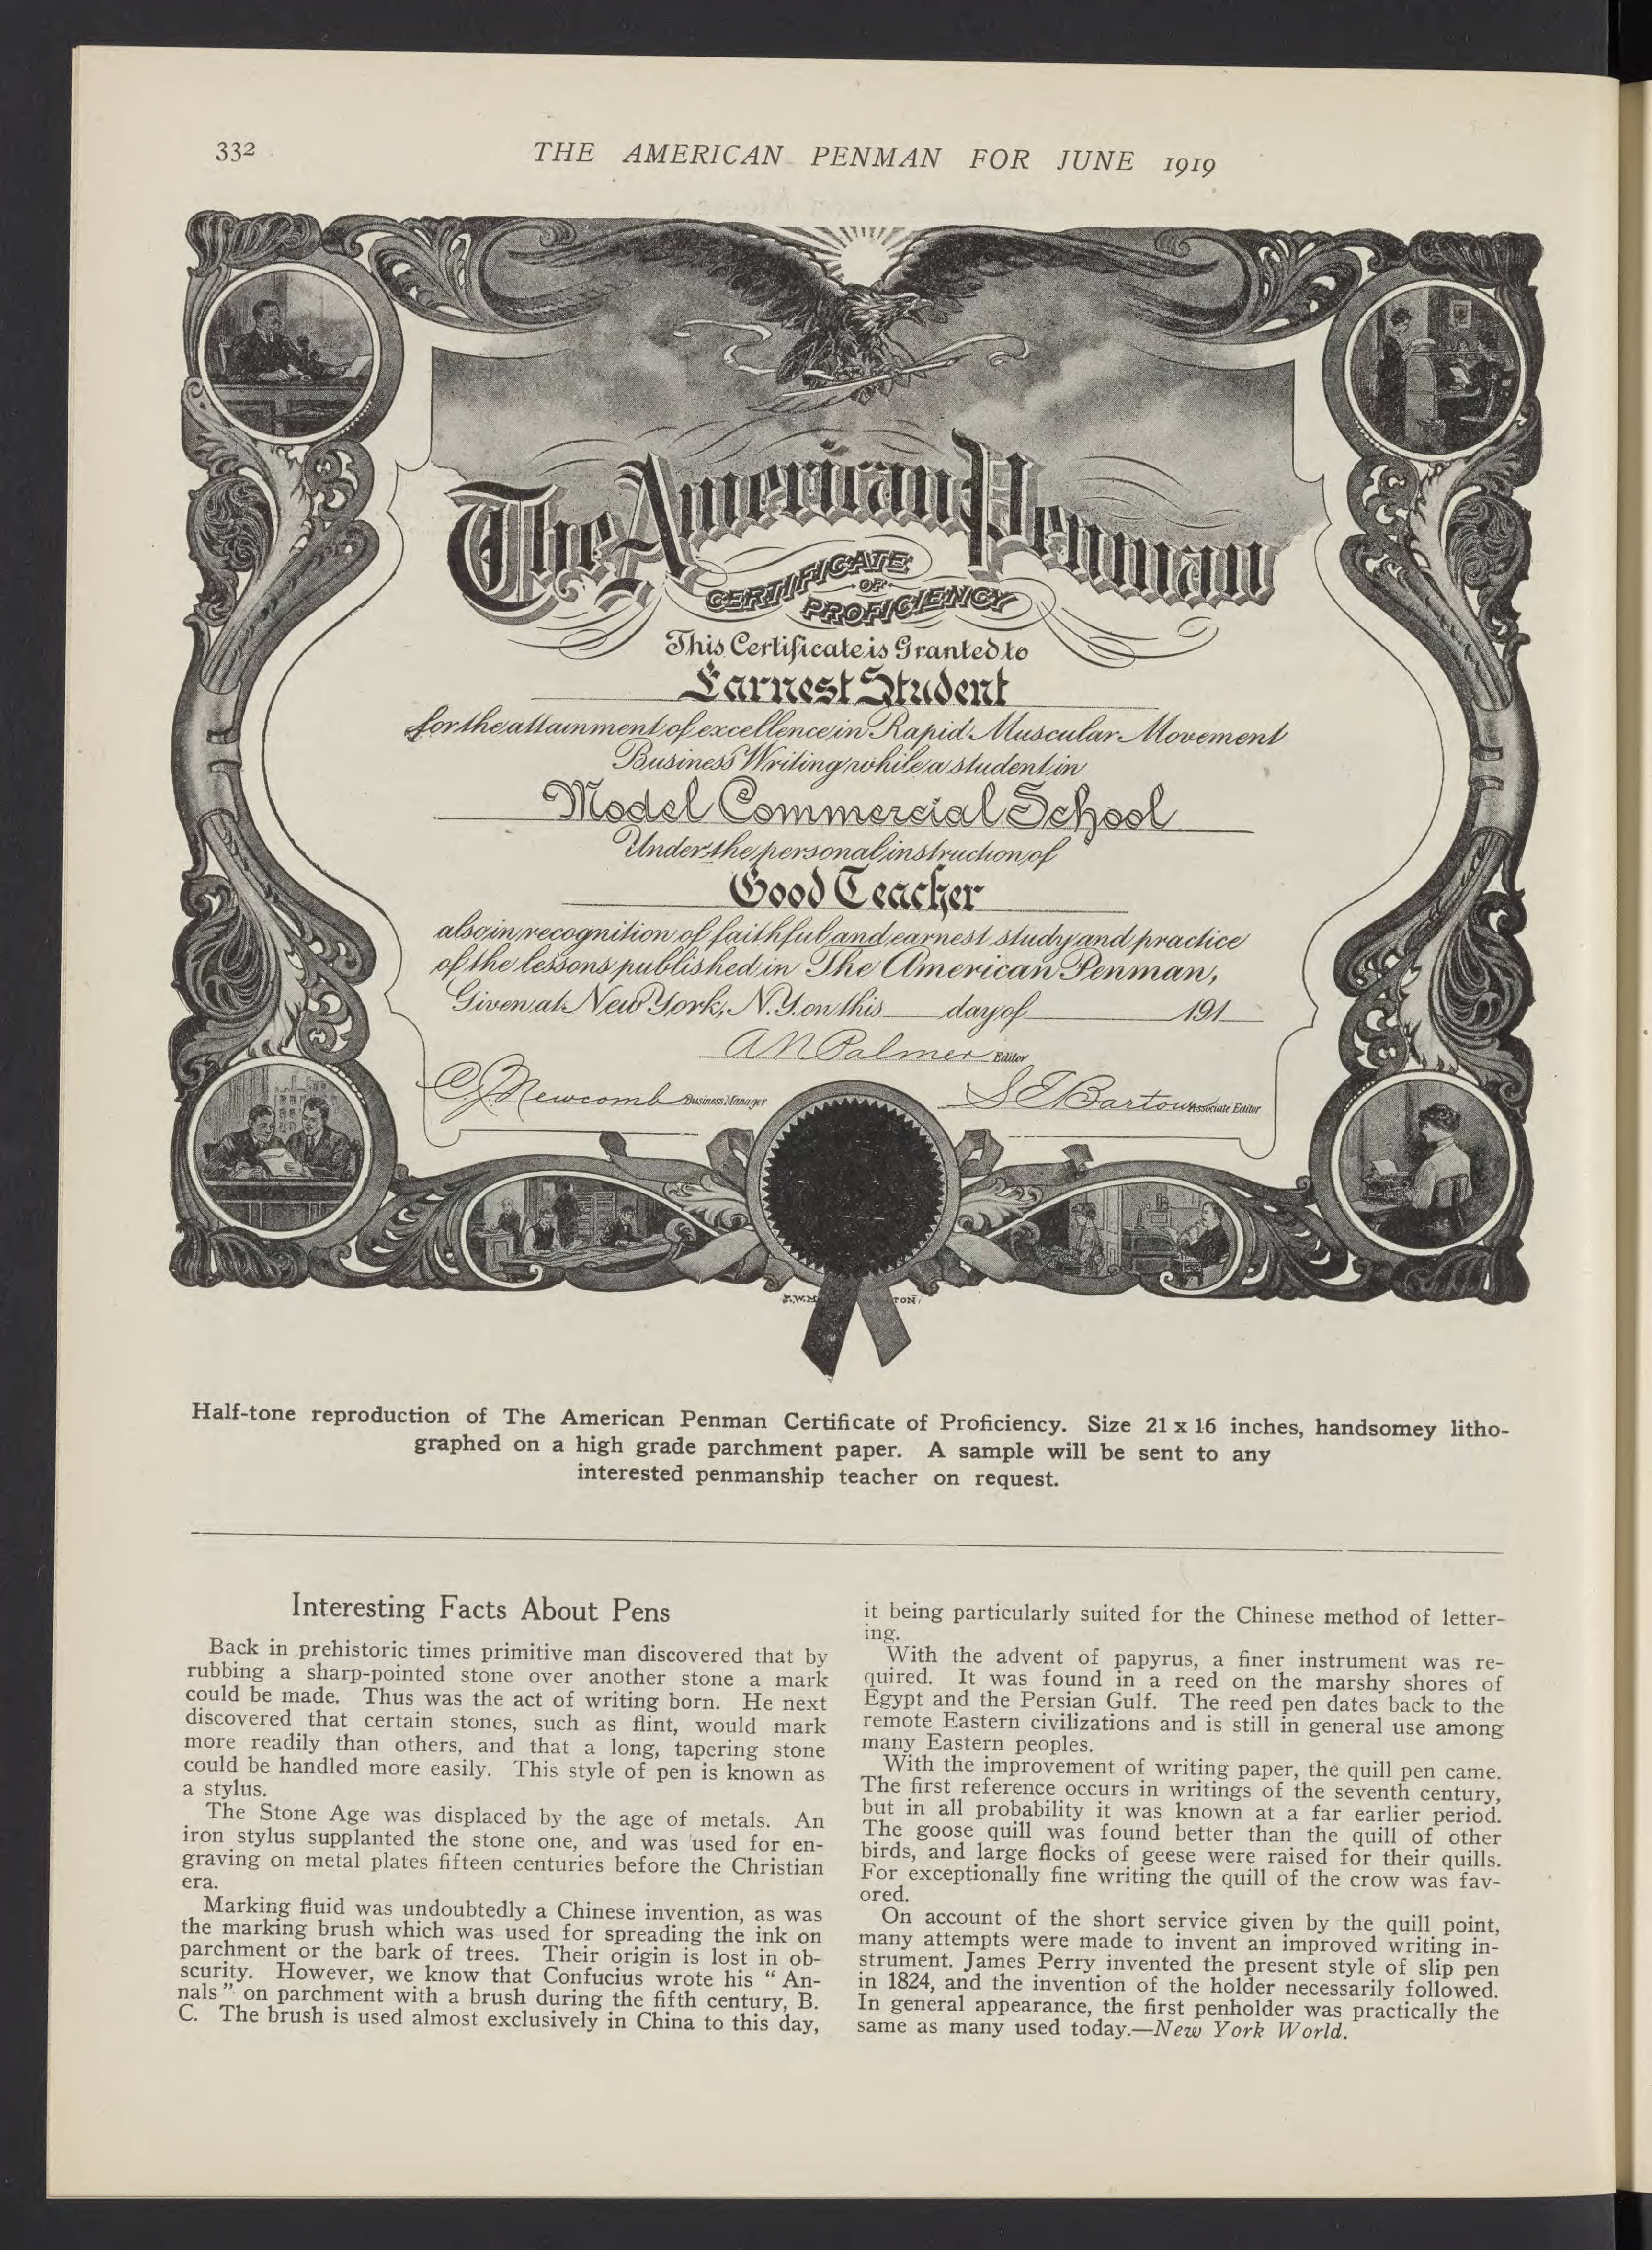 332
THE AMERICAN PENMAN FOR JUNE 1919
The American Penman
CERTIFICATE
OF
PROFICIENCY
This Certificate is Granted to
Earnest Student
for the attainment of excellence in Rapid Muscular Movement
Business Writing while a student in
Model Commercial School
Under the personal instruction of
Good Teacher
also in recognition of faithful and earnest study and practice
of the lessons published in The American Penman,
Given at New York, N.Y. on this day of 191
A N Palmer Editor
C. J. Newcomb Business Manager
S E Bartow Associate Editor
Half-tone reproduction of The American Penman Certificate of Proficiency. Size 21 x 16 inches, handsomey litho-
graphed on a high grade parchment paper. A sample will be sent to any
interested penmanship teacher on request.
Interesting Facts About Pens
Back in prehistoric times primitive man discovered that by
rubbing a sharp-pointed stone over another stone a mark
could be made. Thus was the act of writing born. He next
discovered that certain stones, such as flint, would mark
more readily than others, and that a long, tapering stone
could be handled more easily. This style of pen is known as
a stylus.
The Stone Age was displaced by the age of metals. An
iron stylus supplanted the stone one, and was used for en-
graving on metal plates fifteen centuries before the Christian
era.
Marking fluid was undoubtedly a Chinese invention, as was
the marking brush which was used for spreading the ink on
parchment or the bark of trees. Their origin is lost in ob-
scurity. However, we know that Confucius wrote his " An-
nals " on parchment with a brush during the fifth century, B.
C. The brush is used almost exclusively in China to this day,
it being particularly suited for the Chinese method of letter-
ing.
With the advent of papyrus, a finer instrument was re-
quired. It was found in a reed on the marshy shores of
Egypt and the Persian Gulf. The reed pen dates back to the
remote Eastern civilizations and is still in general use among
many Eastern peoples.
With the improvement of writing paper, the quill pen came.
The first reference occurs in writings of the seventh century,
but in all probability it was known at a far earlier period.
The goose quill was found better than the quill of other
birds, and large flocks of geese were raised for their quills.
For exceptionally fine writing the quill of the crow was fav-
ored.
On account of the short service given by the quill point,
many attempts were made to invent an improved writing in-
strument. James Perry invented the present style of slip pen
in 1824, and the invention of the holder necessarily followed.
In general appearance, the first penholder was practically the
same as many used today.—New York World.